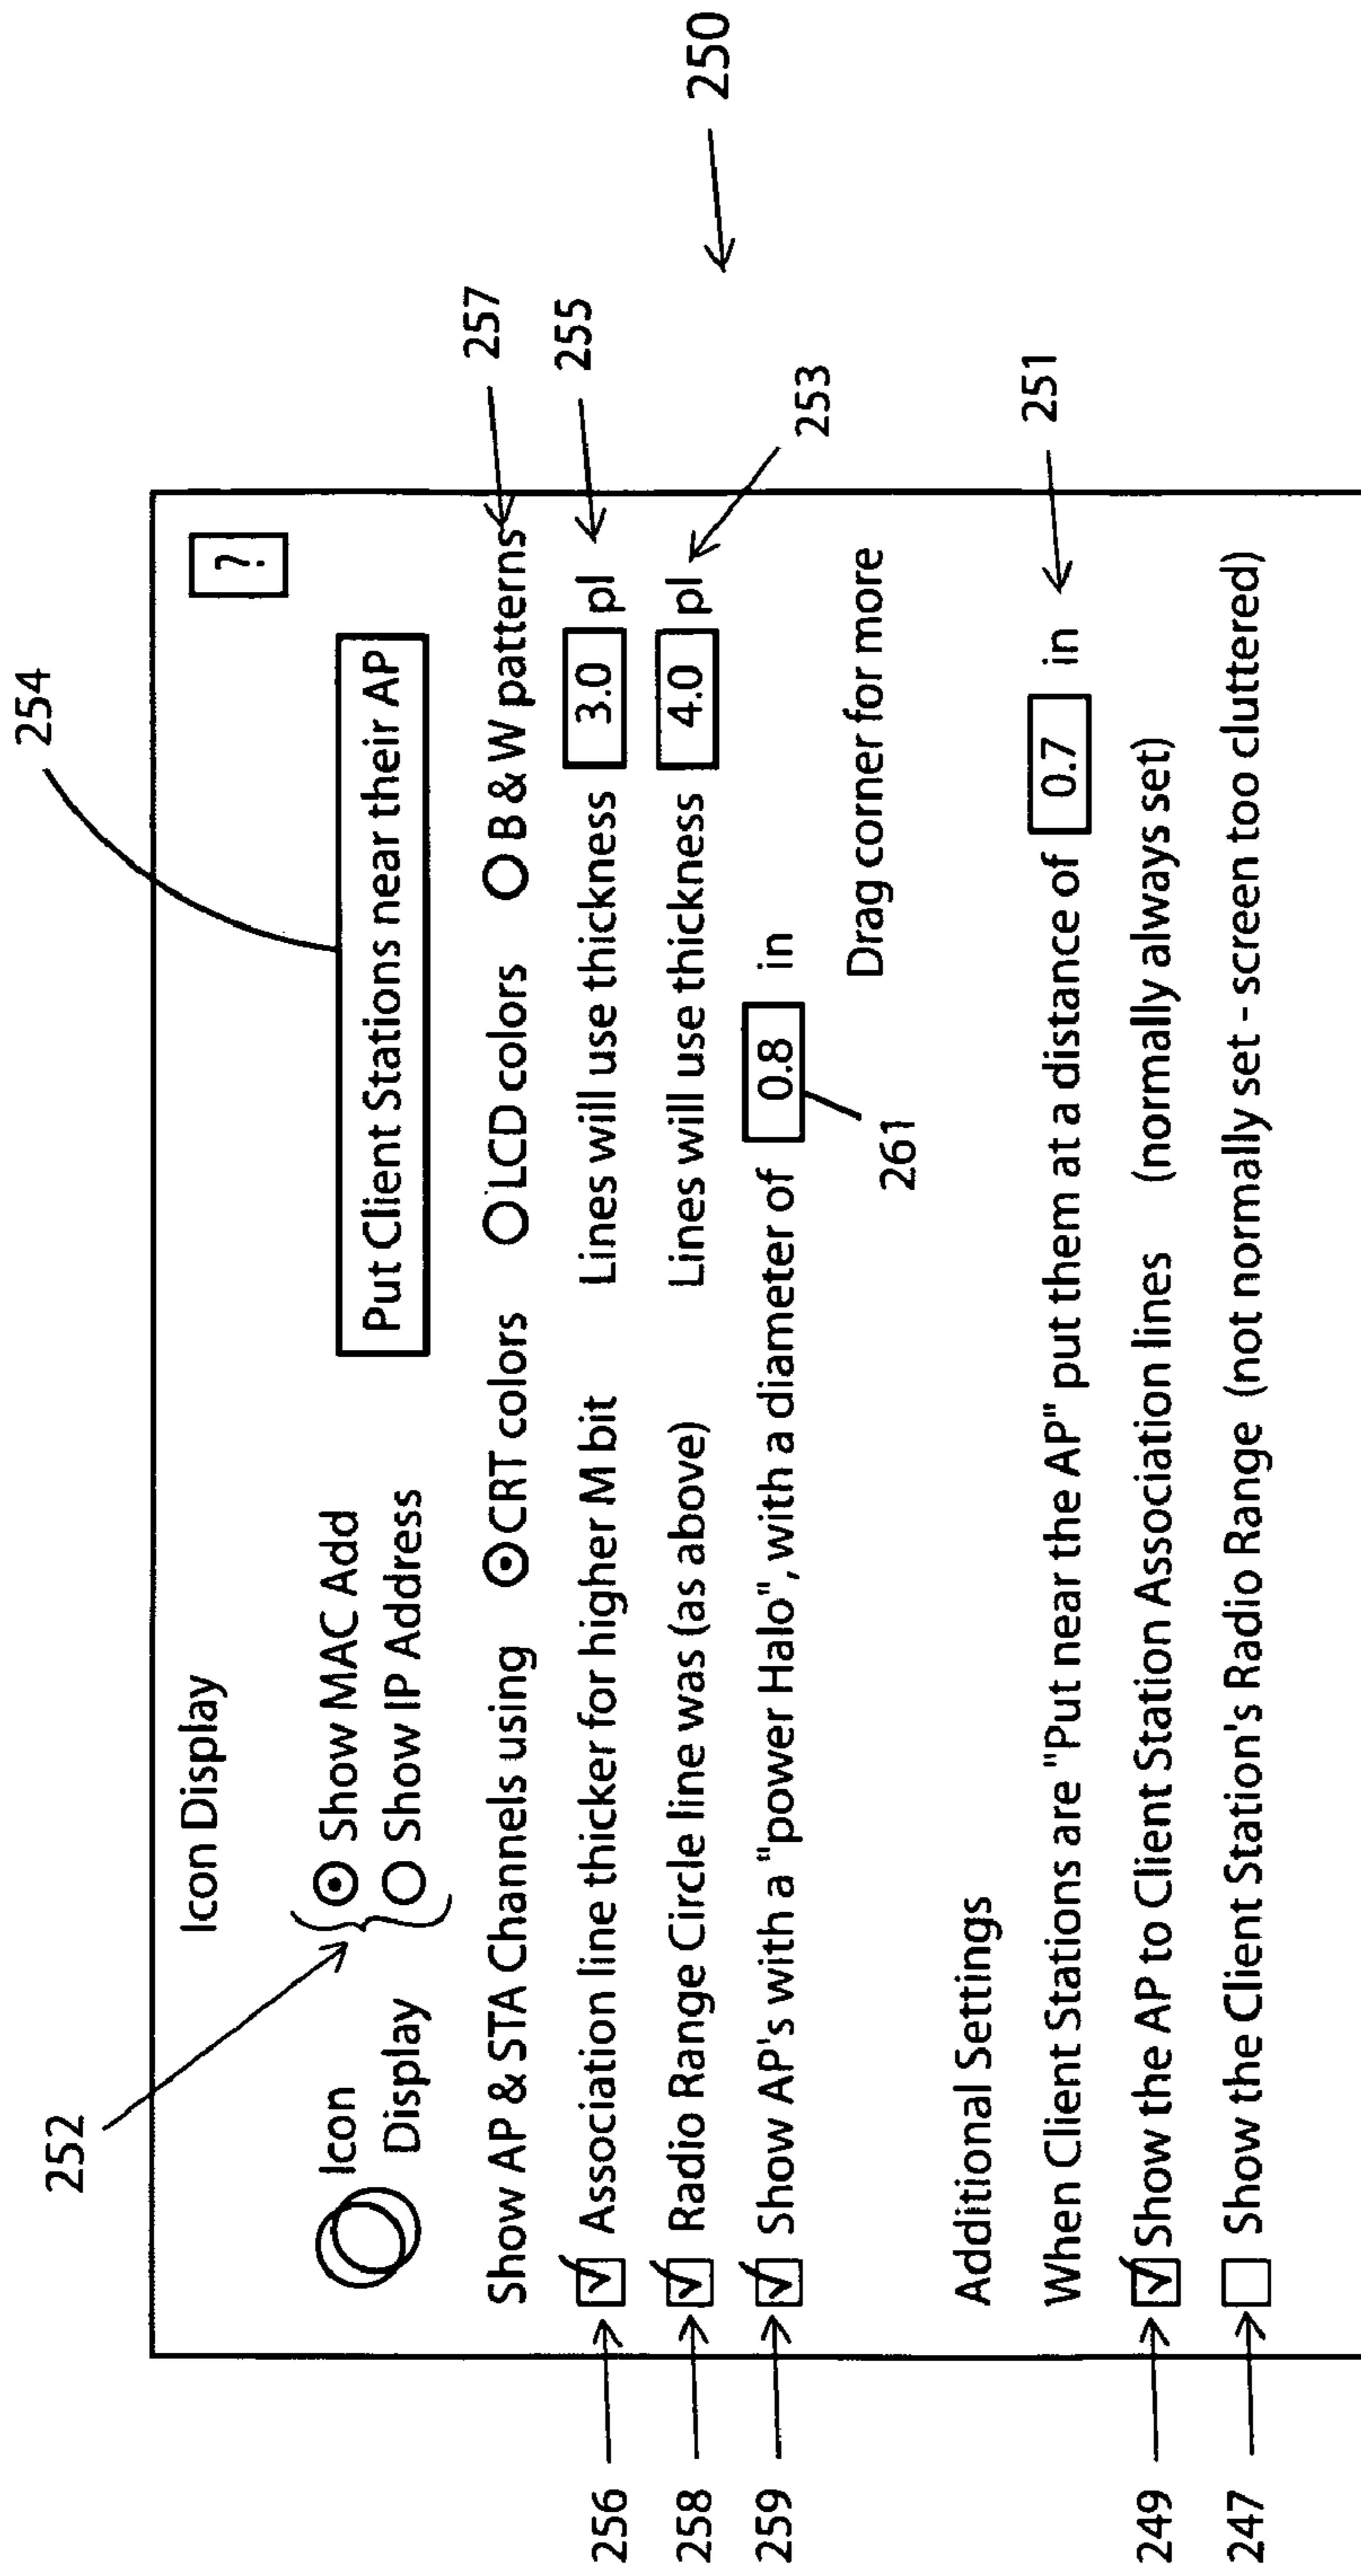 254
252
Icon Display
?
Icon Display
Show MAC Add
Show IP Address
Put Client Stations near their AP
Show AP & STA Channels using CRT colors LCD colors B & W patterns
257
256
Association line thicker for higher M bit Lines will use thickness 3.0 pl
255
258
Radio Range Circle line was (as above) Lines will use thickness 4.0 pl
253
259
Show AP's with a "power Halo", with a diameter of 0.8 in
261
250
Drag corner for more
Additional Settings
When Client Stations are "Put near the AP" put them at a distance of 0.7 in
251
249
Show the AP to Client Station Association lines (normally always set)
247
Show the Client Station's Radio Range (not normally set - screen too cluttered)